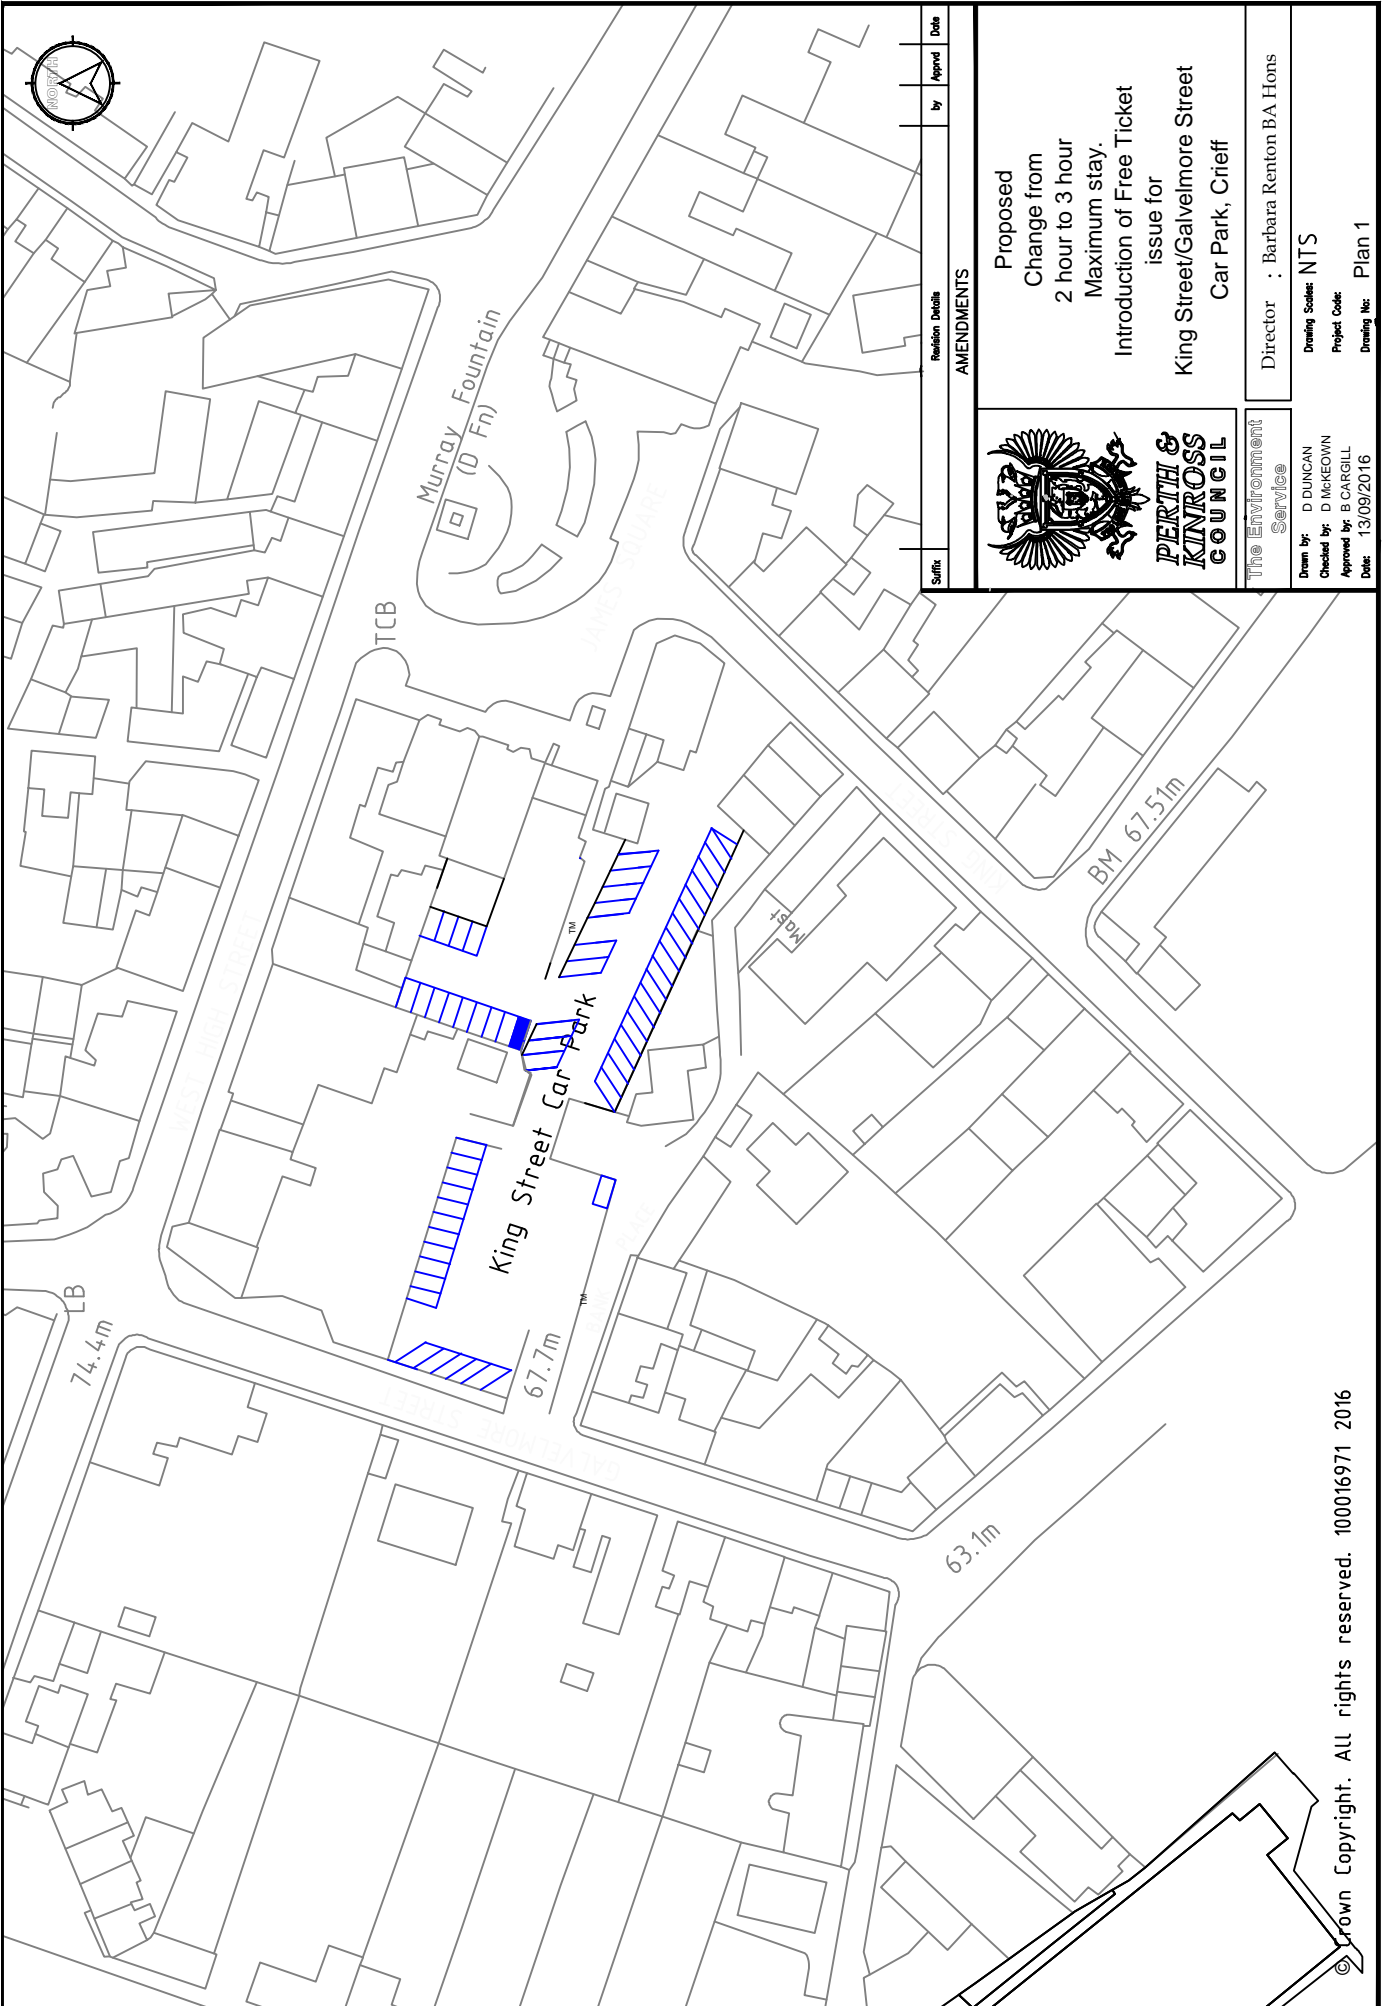 NORTH
Murray Fountain
(D Fn)
JAMES SQUARE
TCB
WEST HIGH STREET
KING STREET
BM 67.51m
Mast
TM
King Street Car Park
PLACE
TM
LB
74.4m
67.7m
GALVELMORE STREET
63.1m
© Crown Copyright. All rights reserved. 100016971 2016
Suffix Revision Details by Apprvd Date
AMENDMENTS
PERTH &
KINROSS
COUNCIL
Proposed
Change from
2 hour to 3 hour
Maximum stay.
Introduction of Free Ticket
issue for
King Street/Galvelmore Street
Car Park, Crieff
The Environment
Service
Director : Barbara Renton BA Hons
Drawn by: D DUNCAN
Checked by: D McKEOWN
Approved by: B CARGILL
Date: 13/09/2016
Drawing Scales: NTS
Project Code:
Drawing No: Plan 1